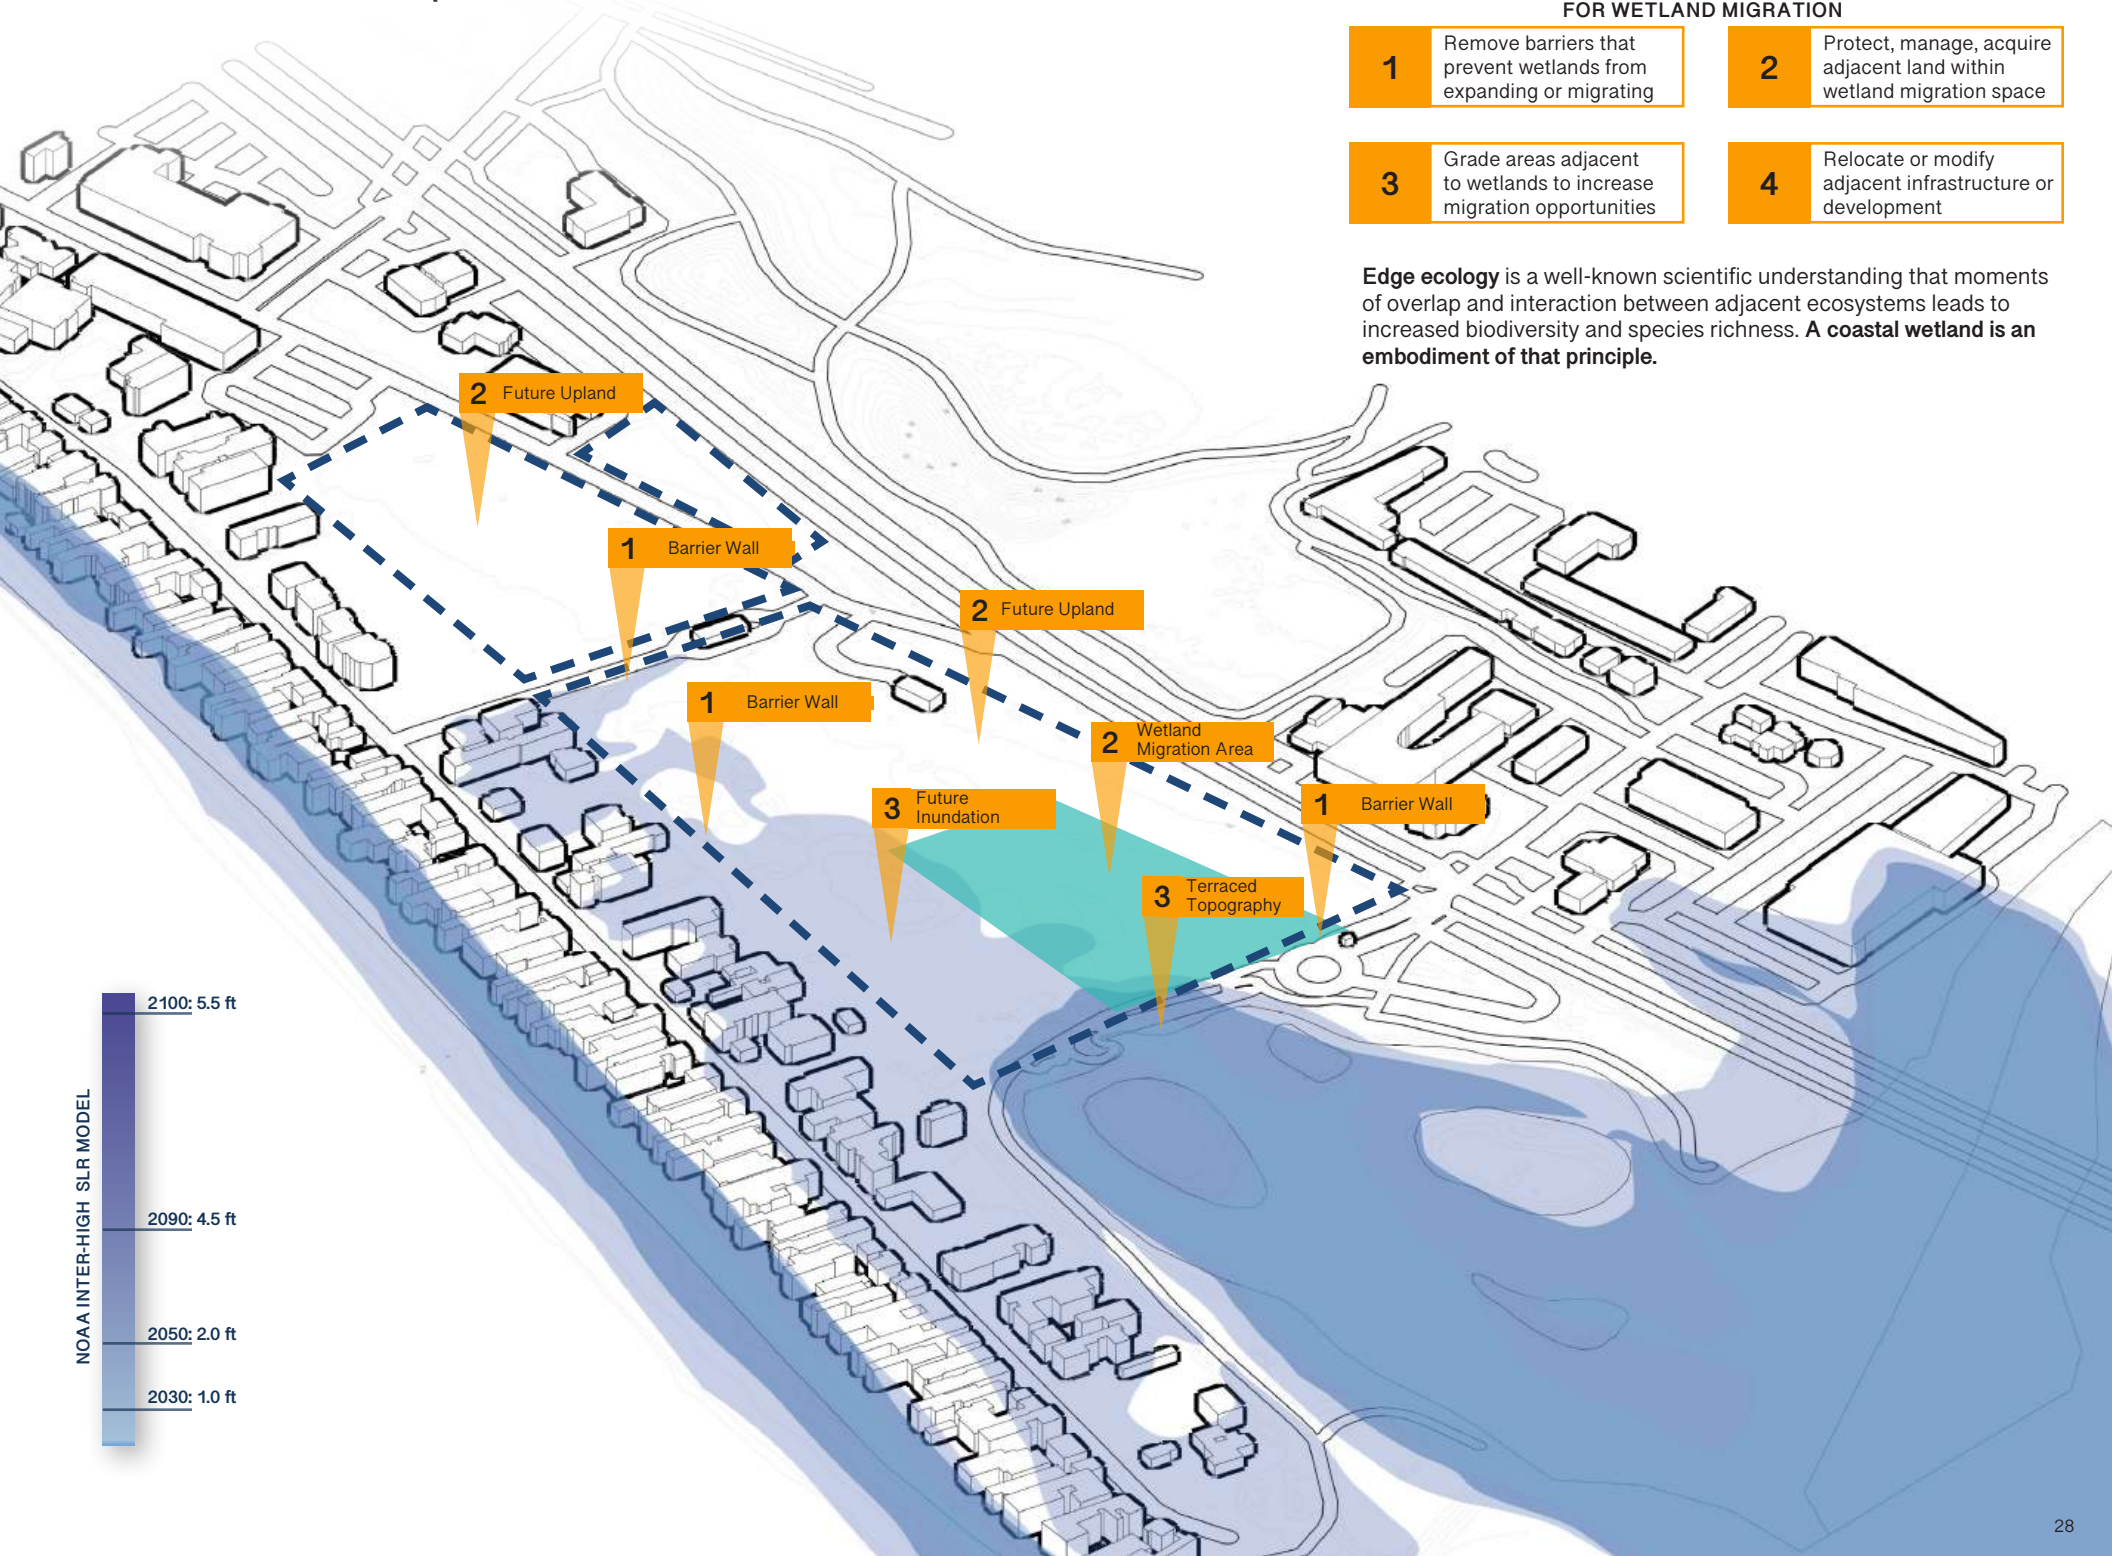 FOR WETLAND MIGRATION
1
Remove barriers that
prevent wetlands from
expanding or migrating
2
Protect, manage, acquire
adjacent land within
wetland migration space
3
Grade areas adjacent
to wetlands to increase
migration opportunities
4
Relocate or modify
adjacent infrastructure or
development
Edge ecology is a well-known scientific understanding that moments
of overlap and interaction between adjacent ecosystems leads to
increased biodiversity and species richness. A coastal wetland is an
embodiment of that principle.
2 Future Upland
1 Barrier Wall
2 Future Upland
1 Barrier Wall
2 Wetland
Migration Area
3 Future
Inundation
1 Barrier Wall
3 Terraced
Topography
NOAA INTER-HIGH SLR MODEL
2100: 5.5 ft
2090: 4.5 ft
2050: 2.0 ft
2030: 1.0 ft
28